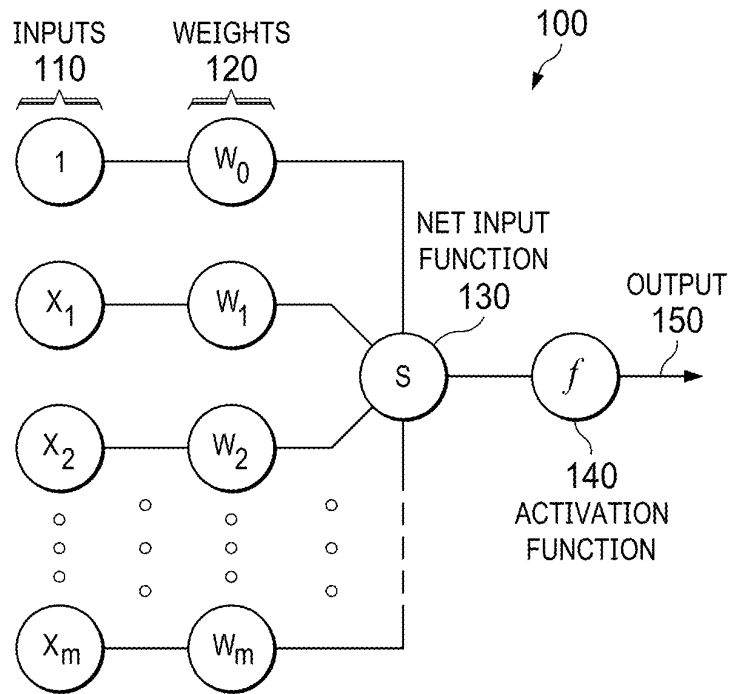 100
INPUTS
110
WEIGHTS
120
1
W0
NET INPUT
FUNCTION
130
X1
W1
OUTPUT
150
S
f
X2
W2
140
ACTIVATION
FUNCTION
Xm
Wm